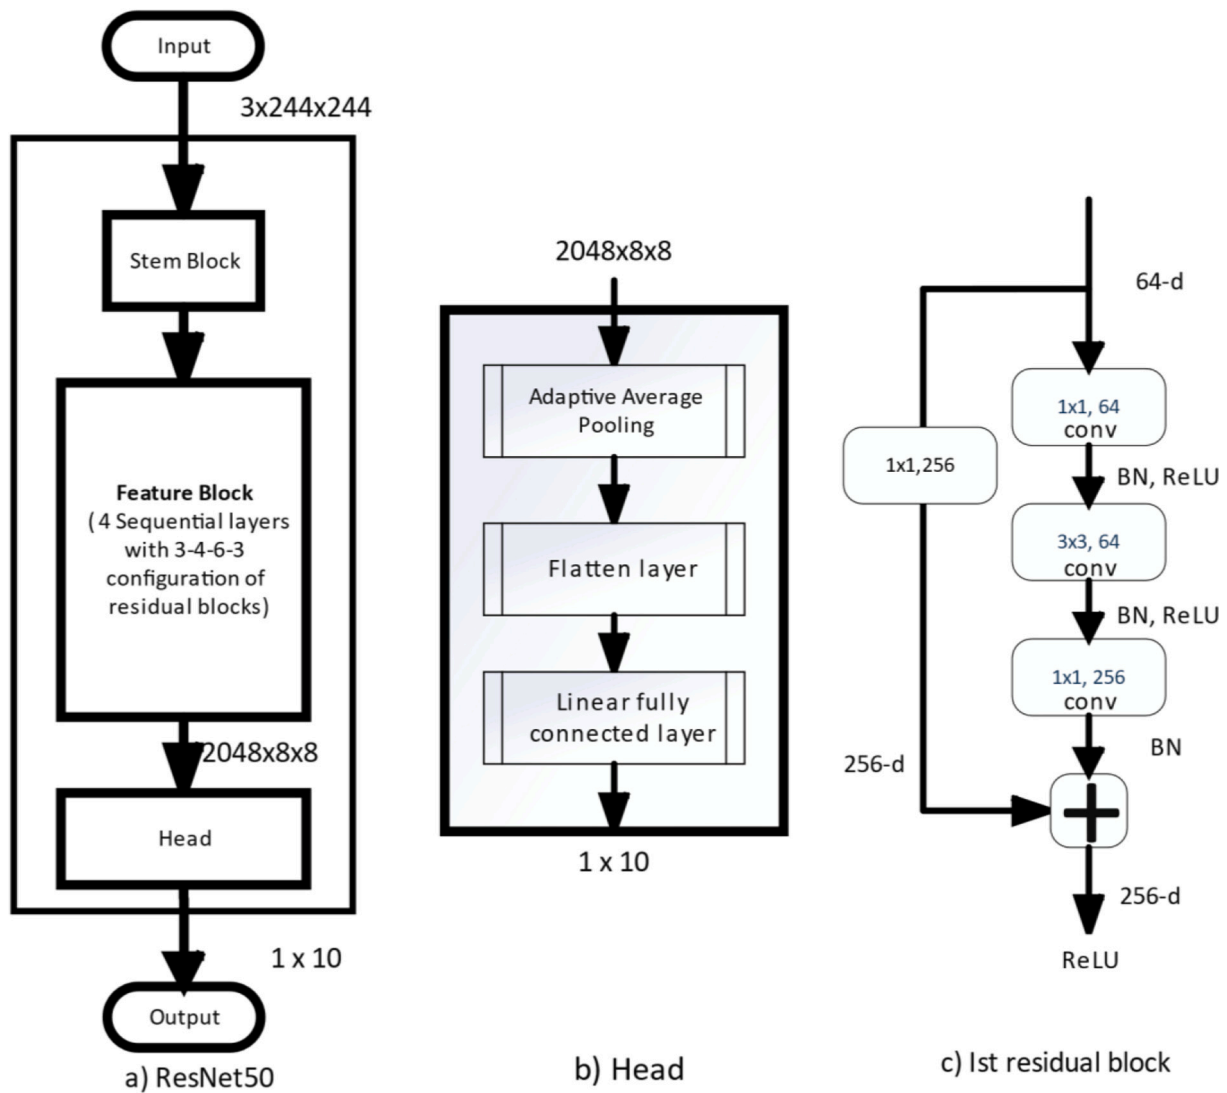 Input
3x244x244
Stem Block
Feature Block
( 4 Sequential layers
with 3-4-6-3
configuration of
residual blocks)
2048x8x8
Head
1 x 10
Output
a) ResNet50
2048x8x8
Adaptive Average
Pooling
Flatten layer
Linear fully
connected layer
1 x 10
b) Head
64-d
1x1, 64
conv
BN, ReLU
1x1,256
3x3, 64
conv
BN, ReLU
1x1, 256
conv
BN
256-d
256-d
ReLU
c) Ist residual block